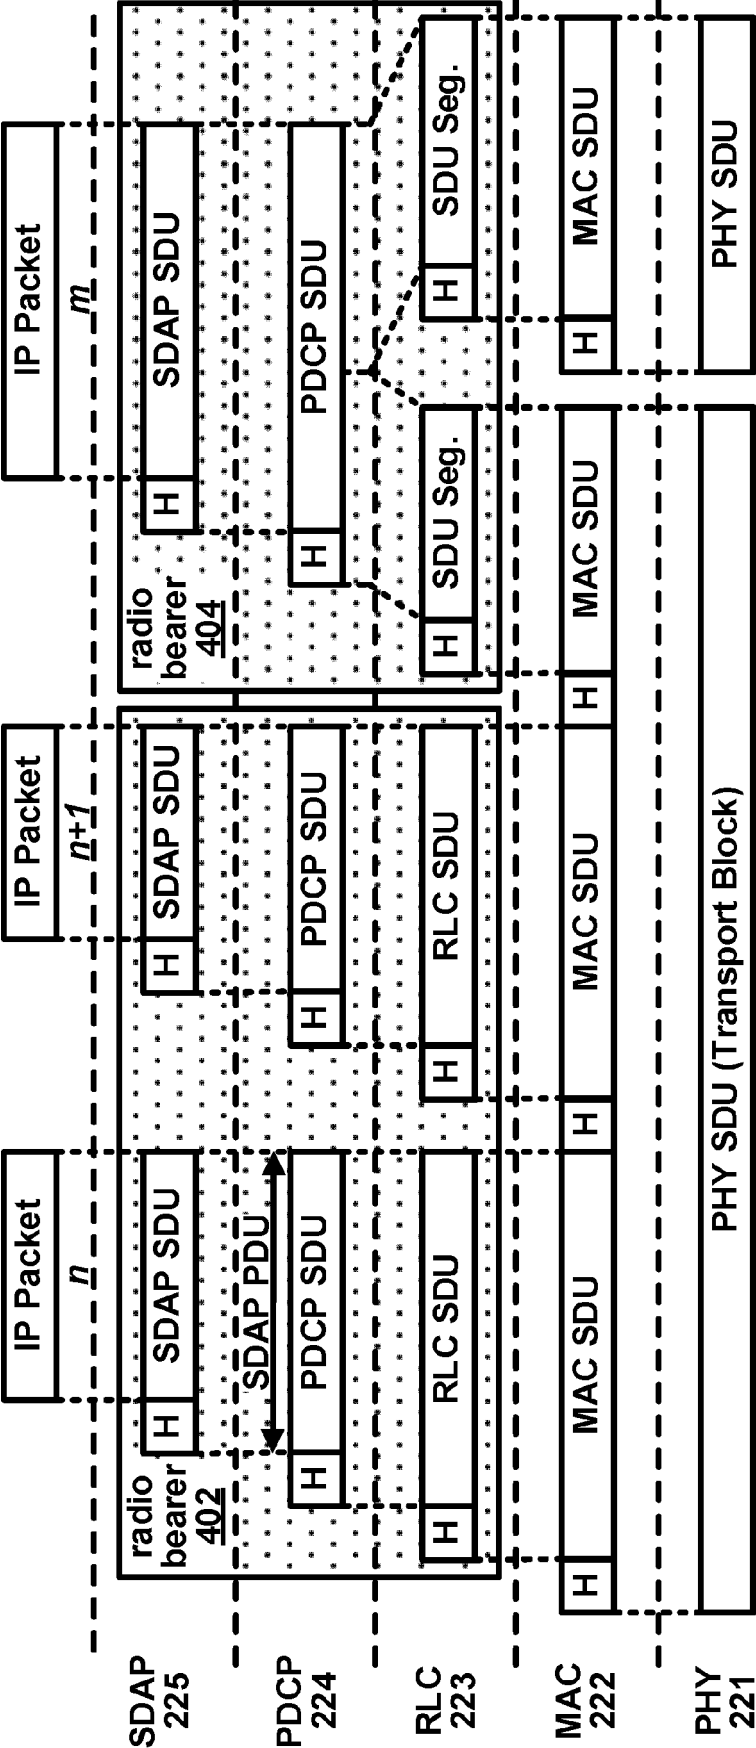 IP Packet
n
IP Packet
n+1
IP Packet
m
SDAP
225
radio
bearer
402
H
SDAP SDU
H
SDAP SDU
radio
bearer
404
H
SDAP SDU
SDAP PDU
PDCP
224
H
PDCP SDU
H
PDCP SDU
H
PDCP SDU
RLC
223
H
RLC SDU
H
RLC SDU
H
SDU Seg.
H
SDU Seg.
MAC
222
H
MAC SDU
H
MAC SDU
H
MAC SDU
H
MAC SDU
PHY
221
PHY SDU (Transport Block)
PHY SDU